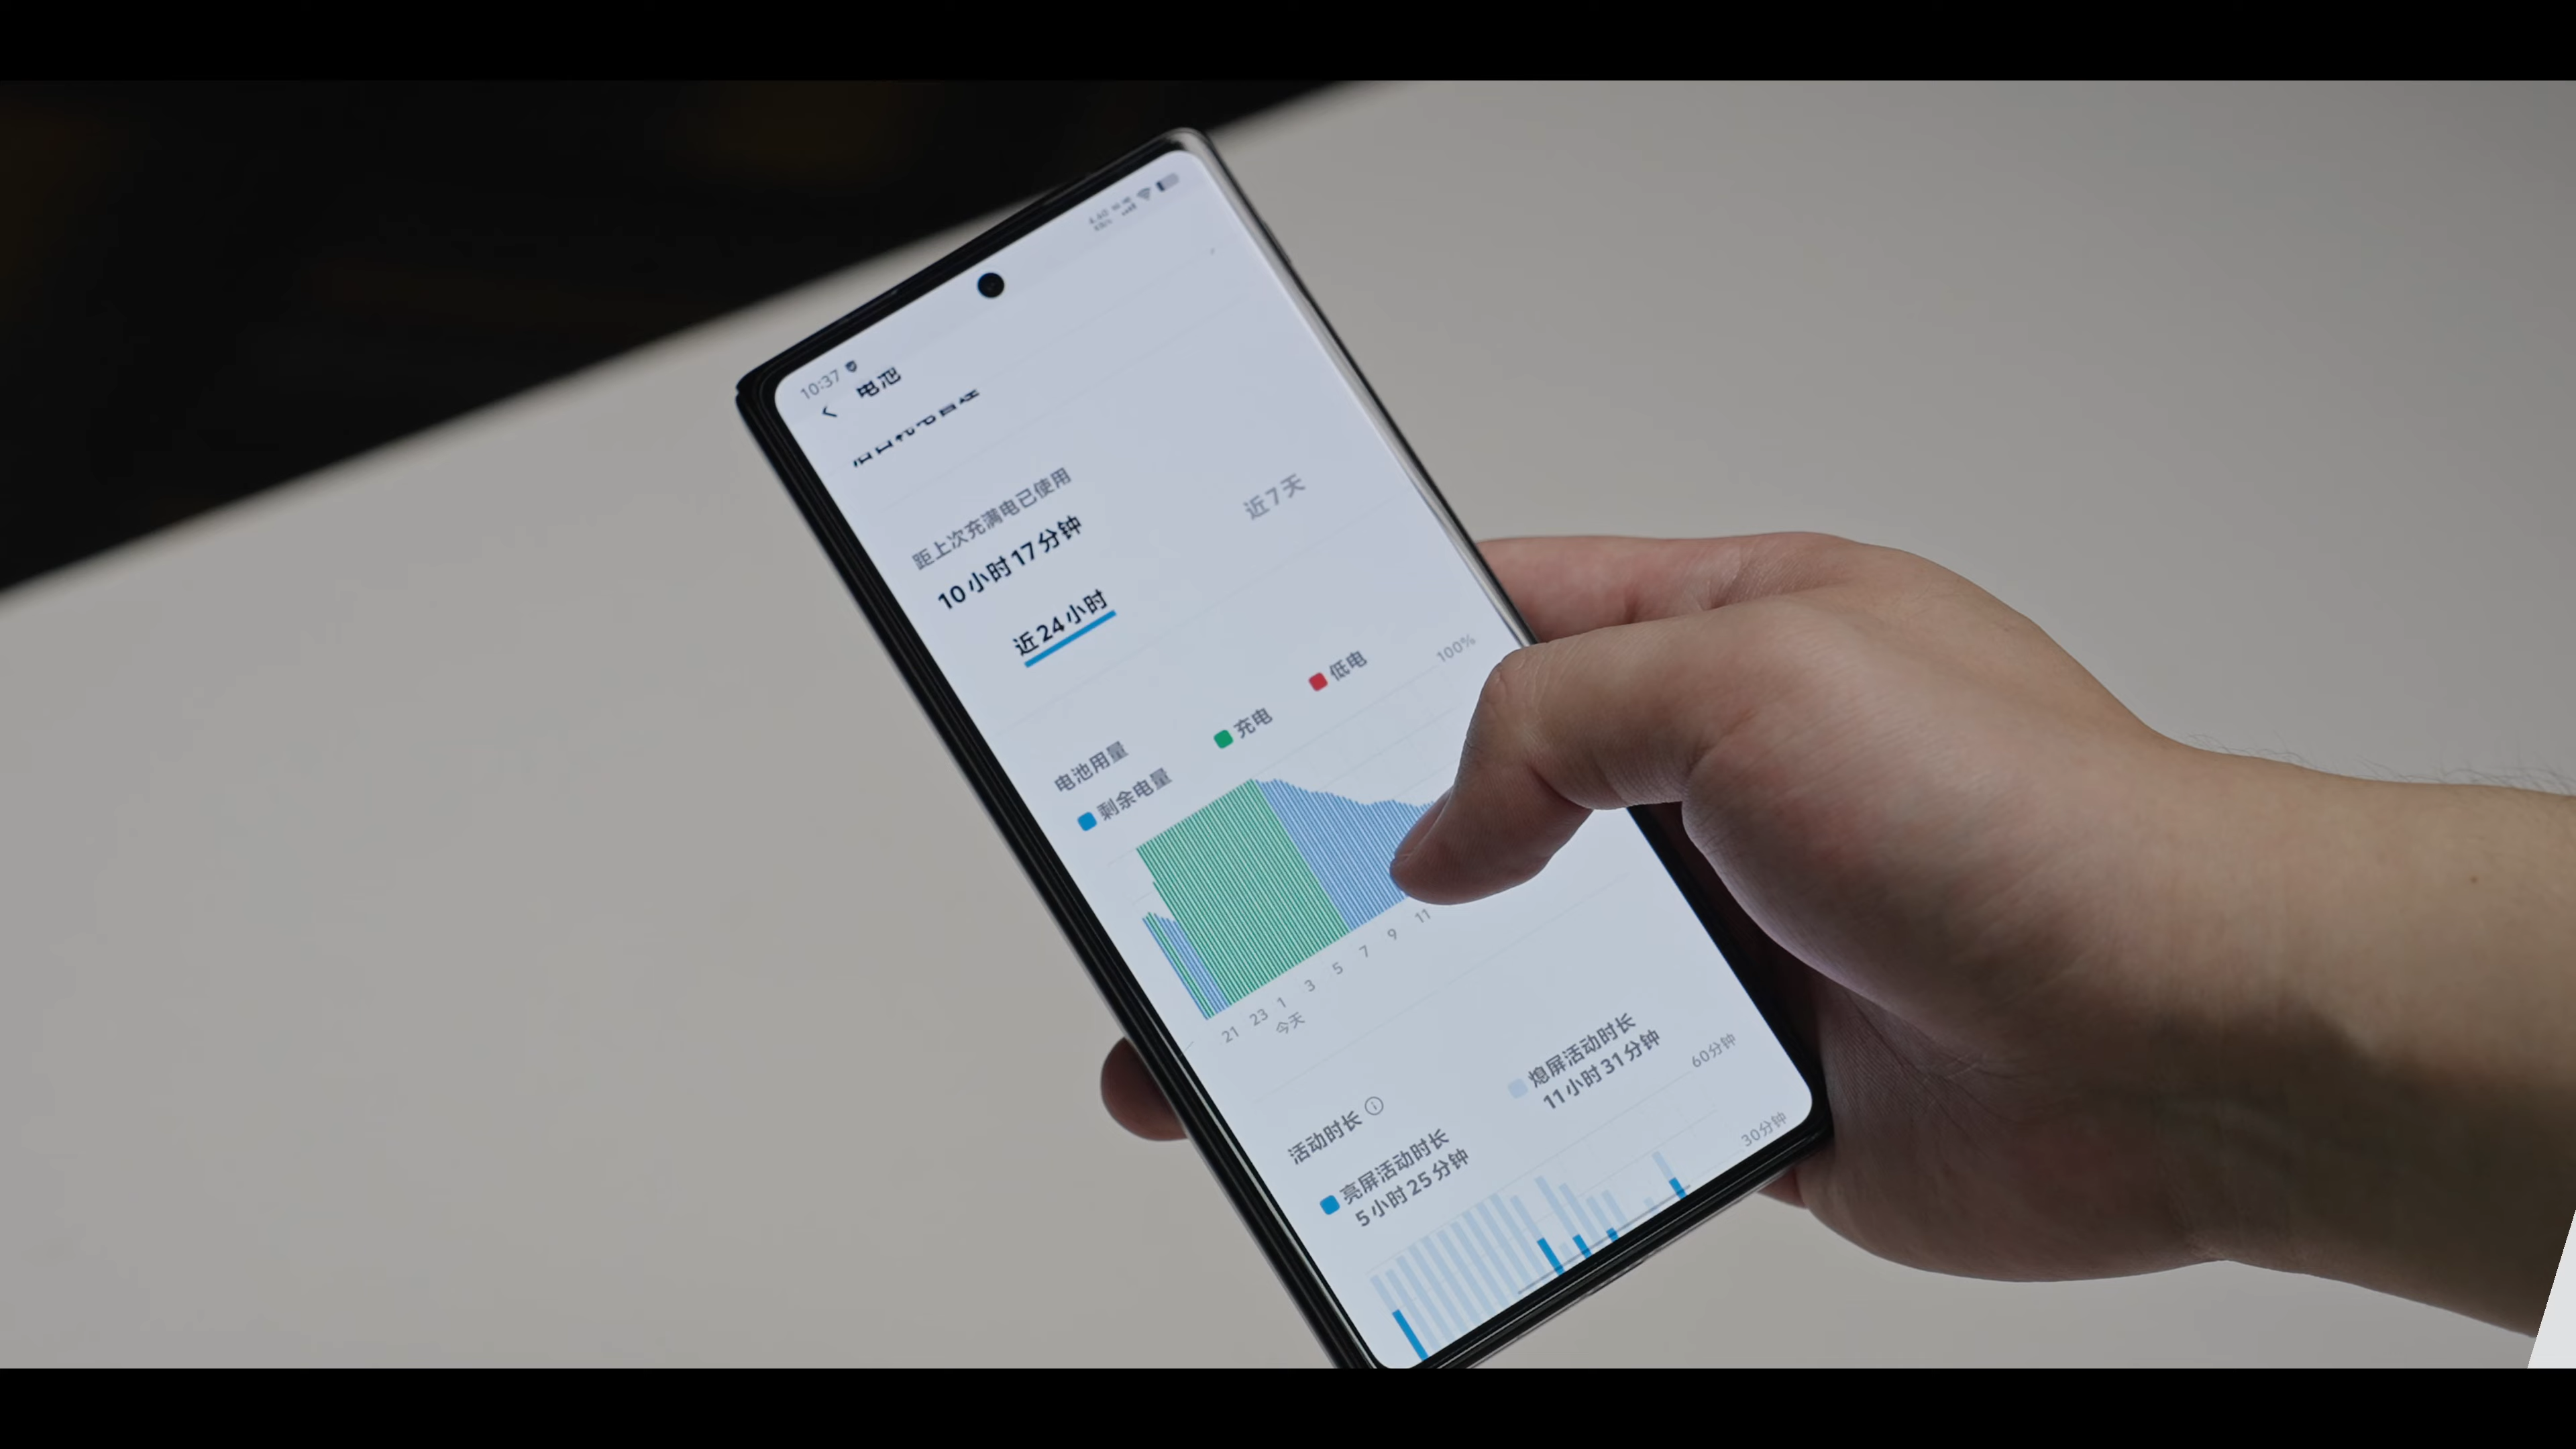 10:37
电池
距上次充满电已使用
10 小时 17 分钟
近 24 小时
近 7 天
电池用量
剩余电量
充电
低电
100%
21 23 1 3 5 7 9 11
今天
活动时长
亮屏活动时长
5 小时 25 分钟
熄屏活动时长
11 小时 31 分钟
60分钟
30分钟